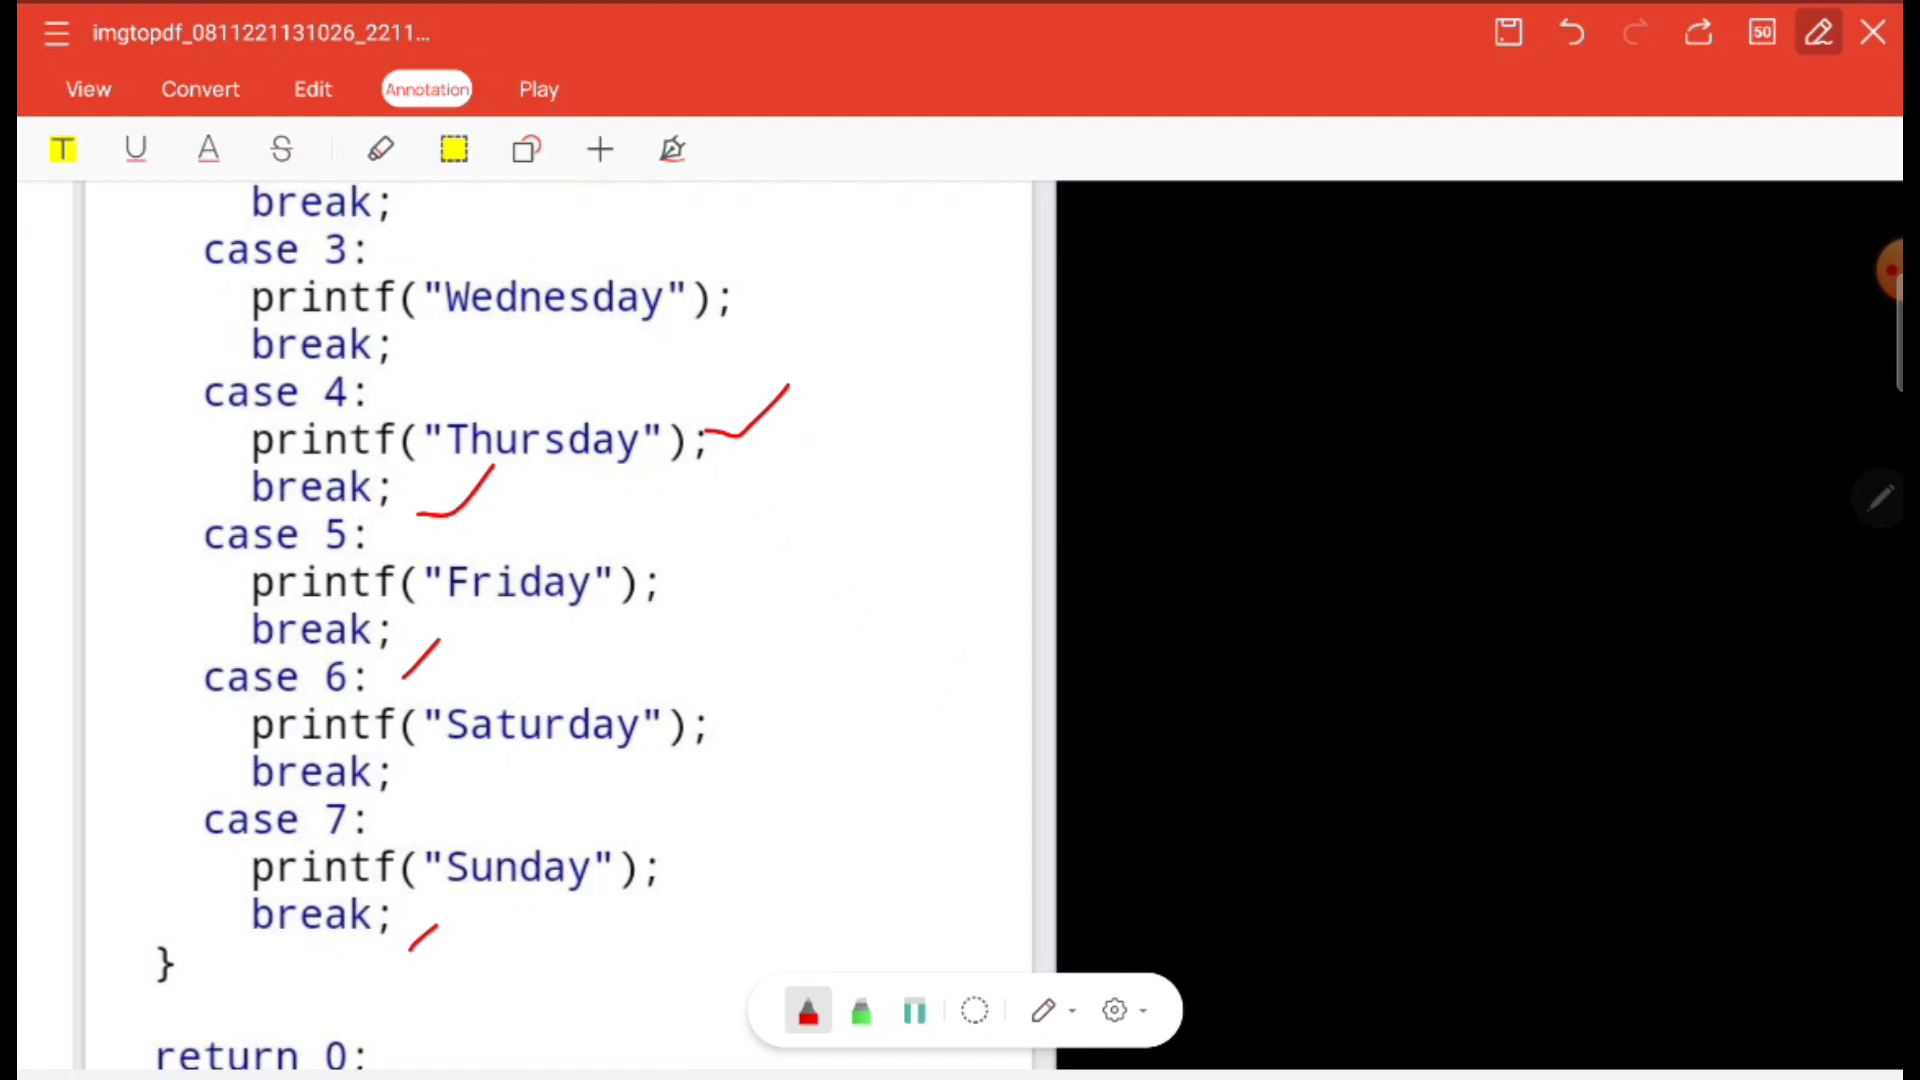 imgtopdf_0811221131026_2211...
50
View Convert Edit Annotation Play
T U A S
break;
case 3:
printf("Wednesday");
break;
case 4:
printf("Thursday");
break;
case 5:
printf("Friday");
break;
case 6:
printf("Saturday");
break;
case 7:
printf("Sunday");
break;
}
return 0;